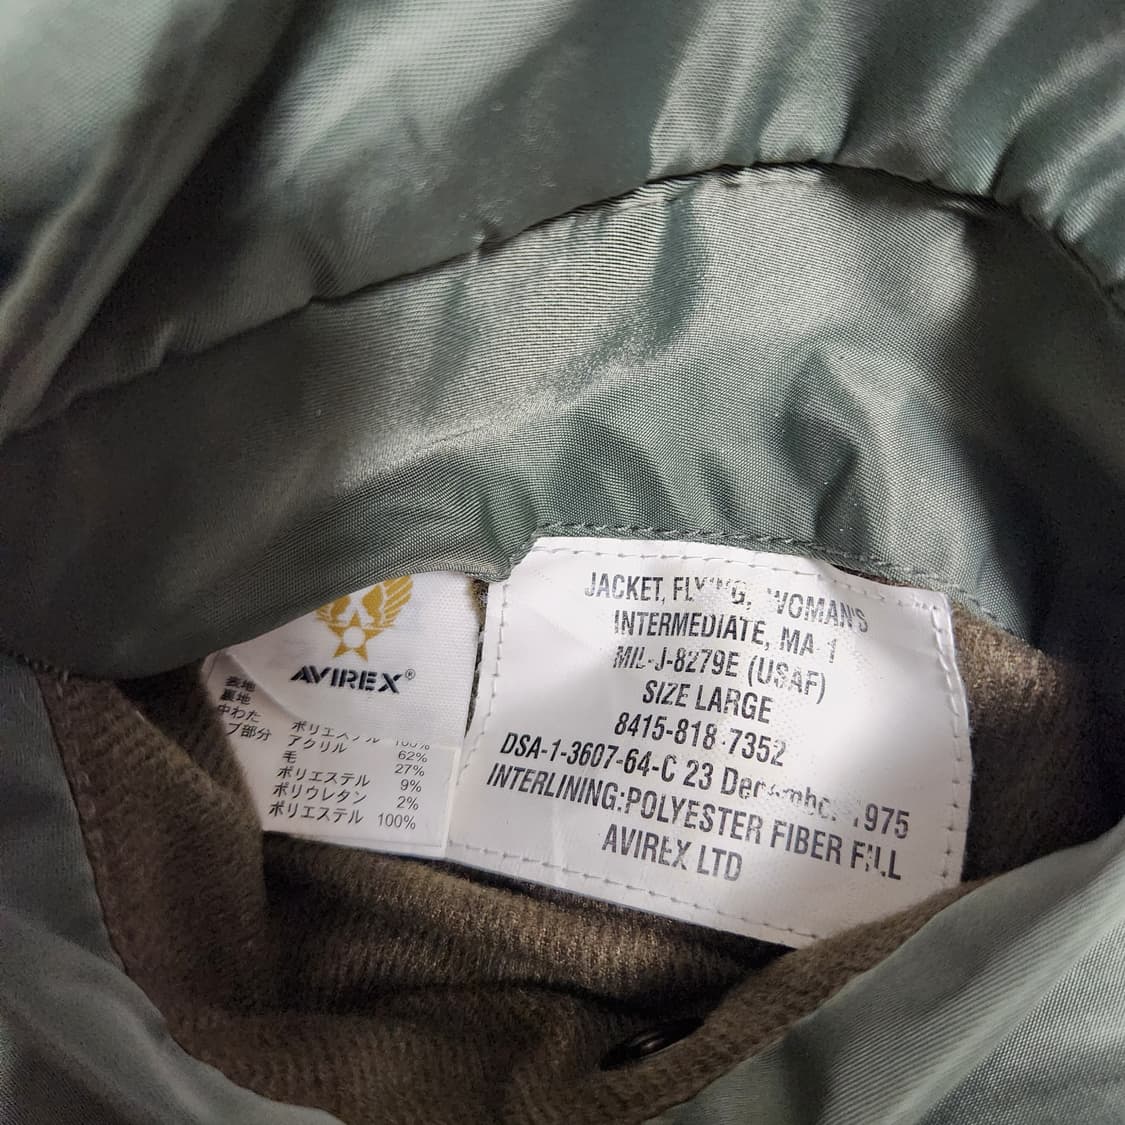 AVIREX®
表地
裏地
中わた
ブ部分
ポリエステル 100%
アクリル 62%
毛 27%
ポリエステル 9%
ポリウレタン 2%
ポリエステル 100%
JACKET, FLYING, WOMAN'S
INTERMEDIATE, MA-1
MIL-J-8279E (USAF)
SIZE LARGE
8415-818-7352
DSA-1-3607-64-C 23 December 1975
INTERLINING:POLYESTER FIBER FILL
AVIREX LTD